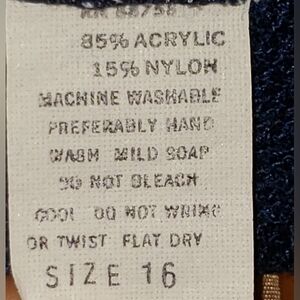 85% ACRYLIC
15% NYLON
MACHINE WASHABLE
PREFERABLY HAND
WASH MILD SOAP
DO NOT BLEACH
COOL DO NOT WRING
OR TWIST FLAT DRY
SIZE 16